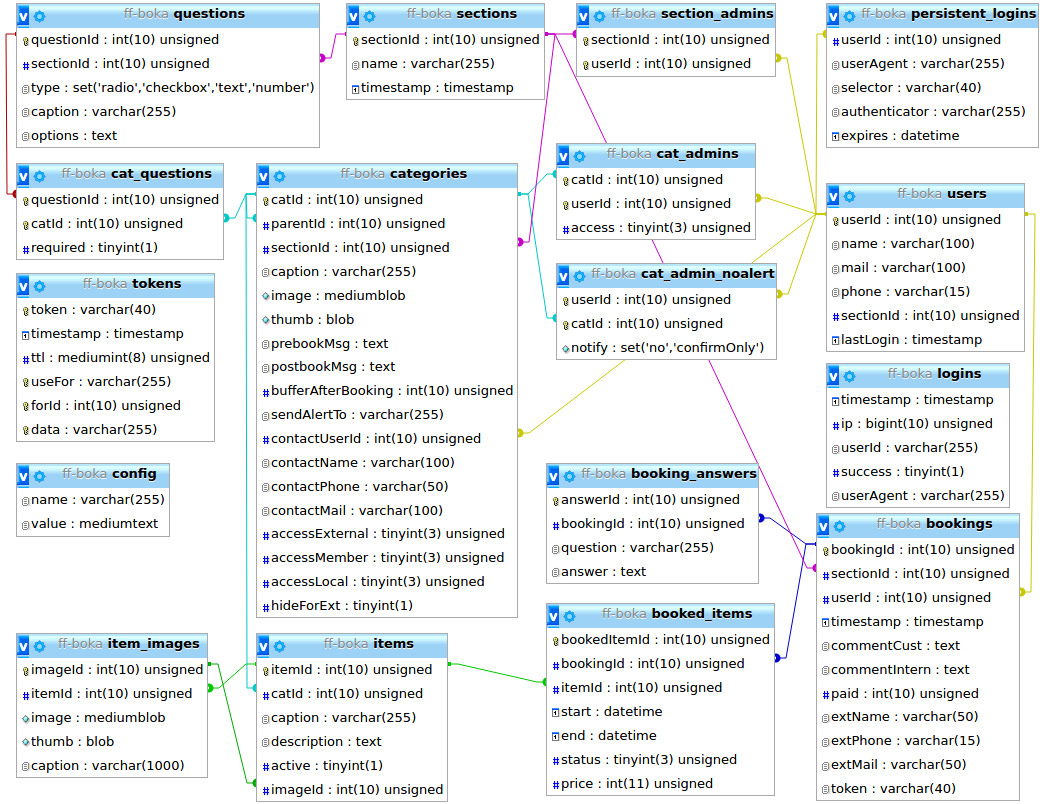 ff-boka questions
questionId : int(10) unsigned
sectionId : int(10) unsigned
type : set('radio','checkbox','text','number')
caption : varchar(255)
options : text
ff-boka sections
sectionId : int(10) unsigned
name : varchar(255)
timestamp : timestamp
ff-boka section_admins
sectionId : int(10) unsigned
userId : int(10) unsigned
ff-boka persistent_logins
userId : int(10) unsigned
userAgent : varchar(255)
selector : varchar(40)
authenticator : varchar(255)
expires : datetime
ff-boka cat_questions
questionId : int(10) unsigned
catId : int(10) unsigned
required : tinyint(1)
ff-boka categories
catId : int(10) unsigned
parentId : int(10) unsigned
sectionId : int(10) unsigned
caption : varchar(255)
image : mediumblob
thumb : blob
prebookMsg : text
postbookMsg : text
bufferAfterBooking : int(10) unsigned
sendAlertTo : varchar(255)
contactUserId : int(10) unsigned
contactName : varchar(100)
contactPhone : varchar(50)
contactMail : varchar(100)
accessExternal : tinyint(3) unsigned
accessMember : tinyint(3) unsigned
accessLocal : tinyint(3) unsigned
hideForExt : tinyint(1)
ff-boka cat_admins
catId : int(10) unsigned
userId : int(10) unsigned
access : tinyint(3) unsigned
ff-boka cat_admin_noalert
userId : int(10) unsigned
catId : int(10) unsigned
notify : set('no','confirmOnly')
ff-boka users
userId : int(10) unsigned
name : varchar(100)
mail : varchar(100)
phone : varchar(15)
sectionId : int(10) unsigned
lastLogin : timestamp
ff-boka tokens
token : varchar(40)
timestamp : timestamp
ttl : mediumint(8) unsigned
useFor : varchar(255)
forId : int(10) unsigned
data : varchar(255)
ff-boka logins
timestamp : timestamp
ip : bigint(10) unsigned
userId : varchar(255)
success : tinyint(1)
userAgent : varchar(255)
ff-boka config
name : varchar(255)
value : mediumtext
ff-boka booking_answers
answerId : int(10) unsigned
bookingId : int(10) unsigned
question : varchar(255)
answer : text
ff-boka bookings
bookingId : int(10) unsigned
sectionId : int(10) unsigned
userId : int(10) unsigned
timestamp : timestamp
commentCust : text
commentIntern : text
paid : int(10) unsigned
extName : varchar(50)
extPhone : varchar(15)
extMail : varchar(50)
token : varchar(40)
ff-boka item_images
imageId : int(10) unsigned
itemId : int(10) unsigned
image : mediumblob
thumb : blob
caption : varchar(1000)
ff-boka items
itemId : int(10) unsigned
catId : int(10) unsigned
caption : varchar(255)
description : text
active : tinyint(1)
imageId : int(10) unsigned
ff-boka booked_items
bookedItemId : int(10) unsigned
bookingId : int(10) unsigned
itemId : int(10) unsigned
start : datetime
end : datetime
status : tinyint(3) unsigned
price : int(11) unsigned